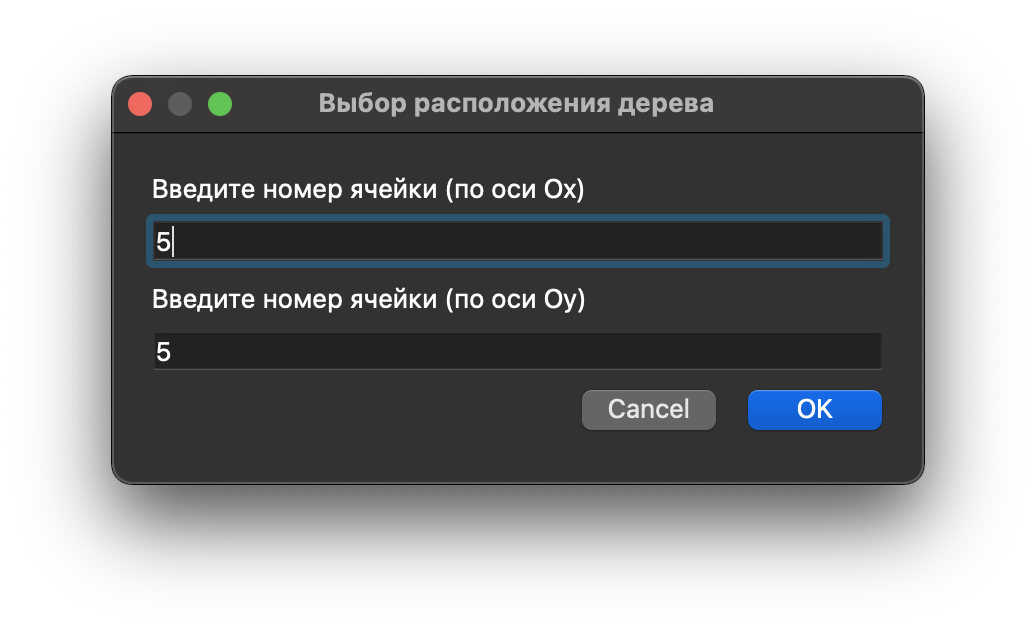 Выбор расположения дерева
Введите номер ячейки (по оси Ox)
5
Введите номер ячейки (по оси Oy)
5
Cancel OK